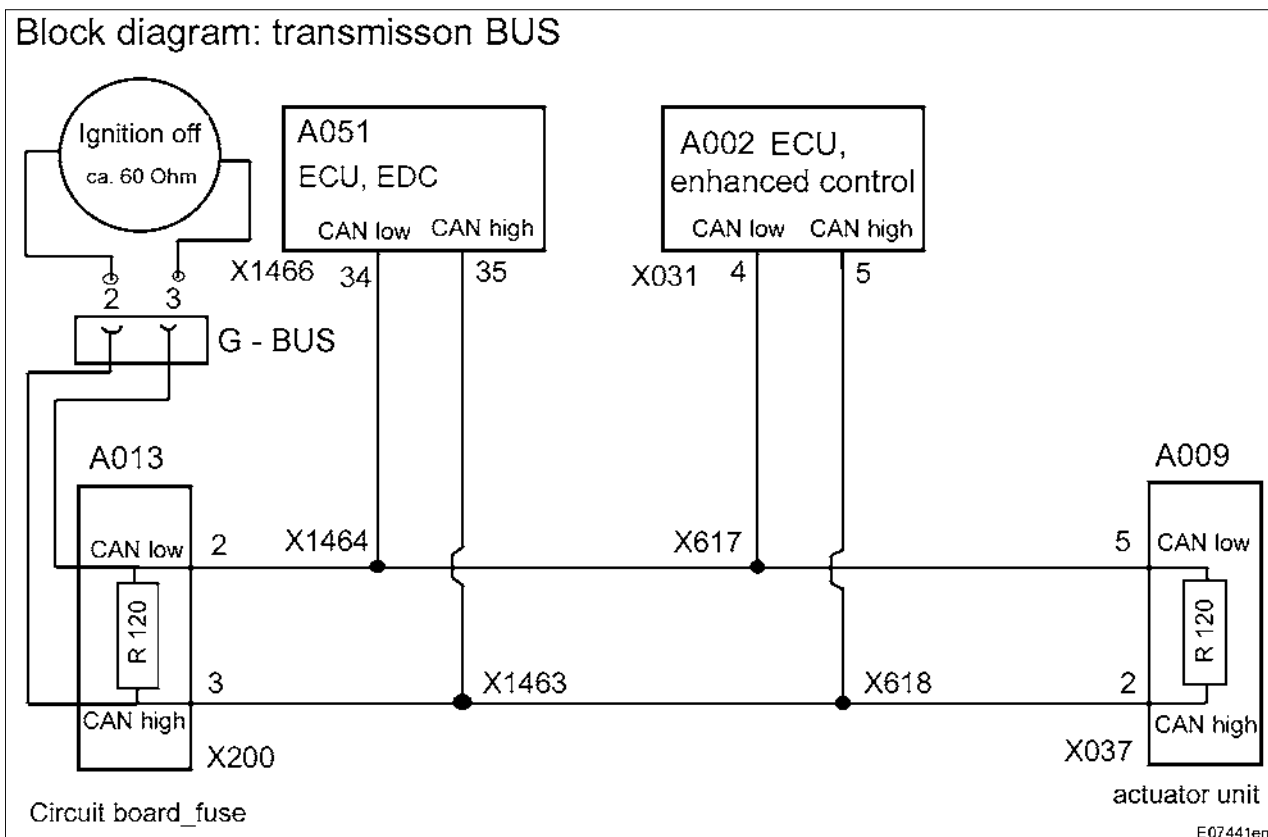 Block diagram: transmisson BUS
Ignition off
ca. 60 Ohm
A051
ECU, EDC
CAN low CAN high
A002 ECU,
enhanced control
CAN low CAN high
X1466 34 35
X031 4 5
2 3
G - BUS
A013
A009
CAN low 2 X1464 X617 5 CAN low
R 120
R 120
CAN high 3 X1463 X618 2 CAN high
X200
X037
Circuit board_fuse
actuator unit
E07441en